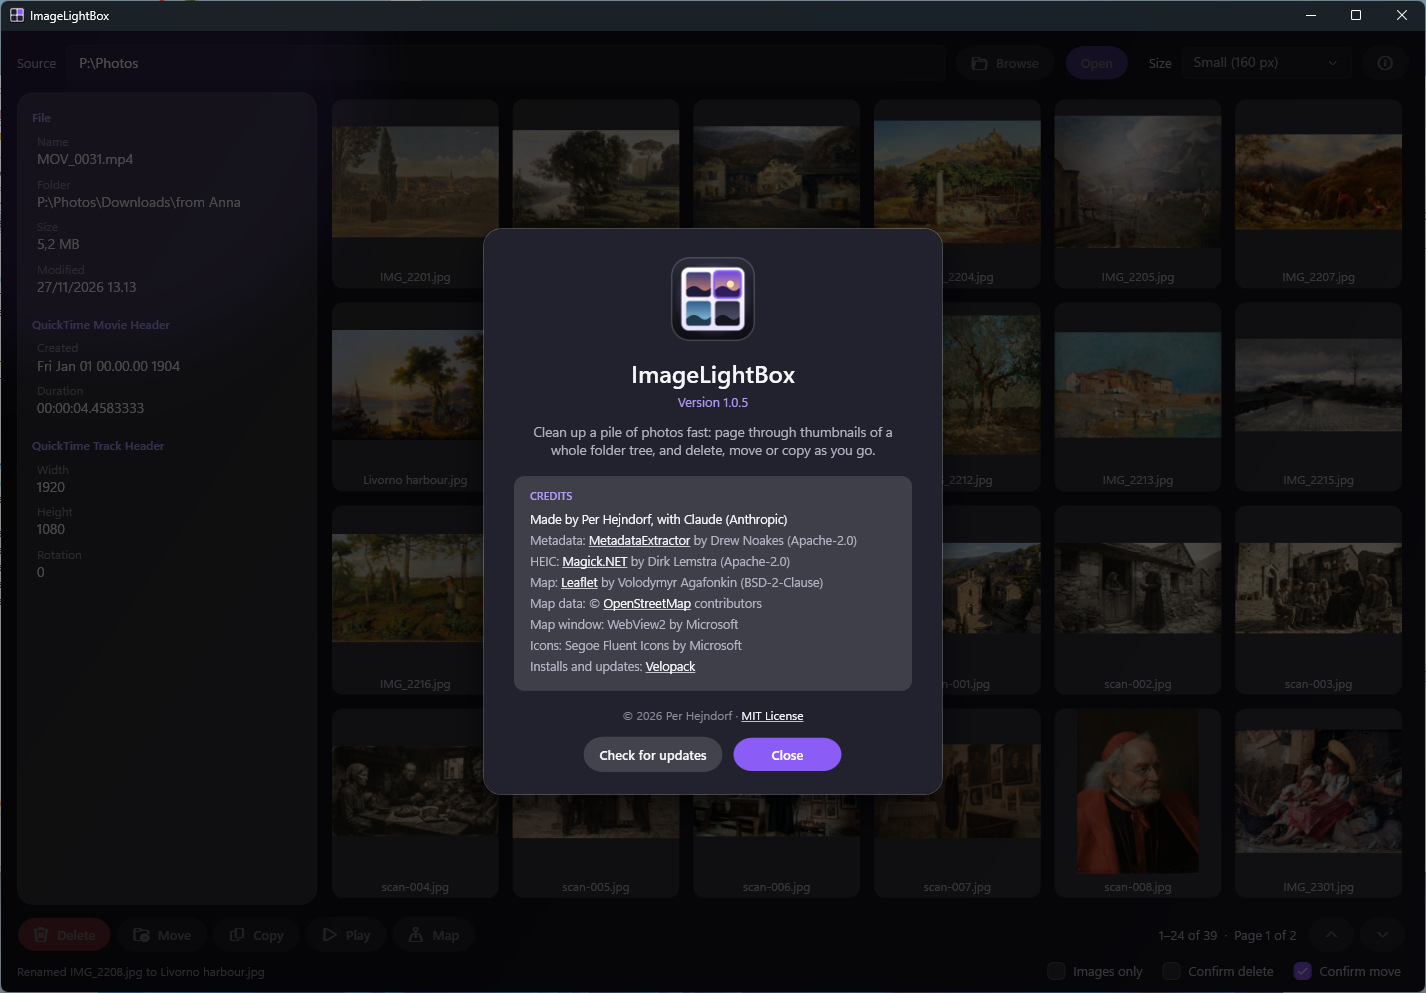 ImageLightBox
Source P:\Photos Browse Open Size Small (160 px)
File
Name
MOV_0031.mp4
Folder
P:\Photos\Downloads\from Anna
Size
5,2 MB
Modified
27/11/2026 13.13
QuickTime Movie Header
Created
Fri Jan 01 00.00.00 1904
Duration
00:00:04.4583333
QuickTime Track Header
Width
1920
Height
1080
Rotation
0
IMG_2201.jpg
2204.jpg
IMG_2205.jpg
IMG_2207.jpg
Livorno harbour.jpg
2212.jpg
IMG_2213.jpg
IMG_2215.jpg
IMG_2216.jpg
-001.jpg
scan-002.jpg
scan-003.jpg
scan-004.jpg
scan-005.jpg
scan-006.jpg
scan-007.jpg
scan-008.jpg
IMG_2301.jpg
ImageLightBox
Version 1.0.5
Clean up a pile of photos fast: page through thumbnails of a
whole folder tree, and delete, move or copy as you go.
CREDITS
Made by Per Hejndorf, with Claude (Anthropic)
Metadata: MetadataExtractor by Drew Noakes (Apache-2.0)
HEIC: Magick.NET by Dirk Lemstra (Apache-2.0)
Map: Leaflet by Volodymyr Agafonkin (BSD-2-Clause)
Map data: © OpenStreetMap contributors
Map window: WebView2 by Microsoft
Icons: Segoe Fluent Icons by Microsoft
Installs and updates: Velopack
© 2026 Per Hejndorf · MIT License
Check for updates Close
Delete Move Copy Play Map 1–24 of 39 · Page 1 of 2
Renamed IMG_2208.jpg to Livorno harbour.jpg Images only Confirm delete Confirm move